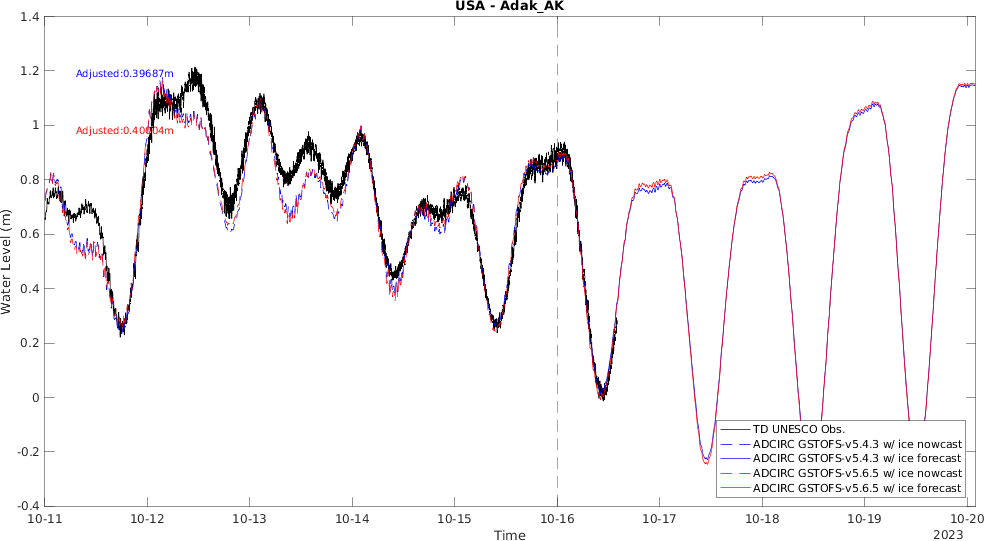 USA - Adak_AK
1.4
1.2
1
0.8
0.6
0.4
0.2
0
-0.2
-0.4
Water Level (m)
Adjusted:0.39687m
TD UNESCO Obs.
ADCIRC GSTOFS-v5.4.3 w/ ice nowcast
ADCIRC GSTOFS-v5.4.3 w/ ice forecast
ADCIRC GSTOFS-v5.6.5 w/ ice nowcast
ADCIRC GSTOFS-v5.6.5 w/ ice forecast
10-11 10-12 10-13 10-14 10-15 10-16 10-17 10-18 10-19 10-20
Time
2023